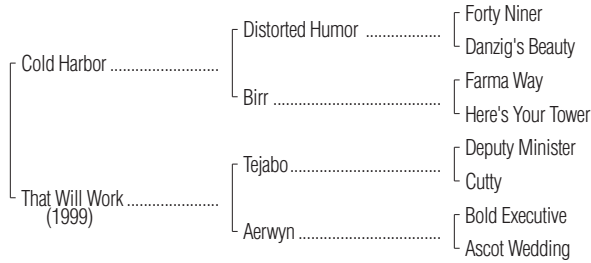 Cold Harbor ........................
Distorted Humor .................
Forty Niner
Danzig's Beauty
Birr ......................................
Farma Way
Here's Your Tower
That Will Work ....................
(1999)
Tejabo..................................
Deputy Minister
Cutty
Aerwyn ................................
Bold Executive
Ascot Wedding